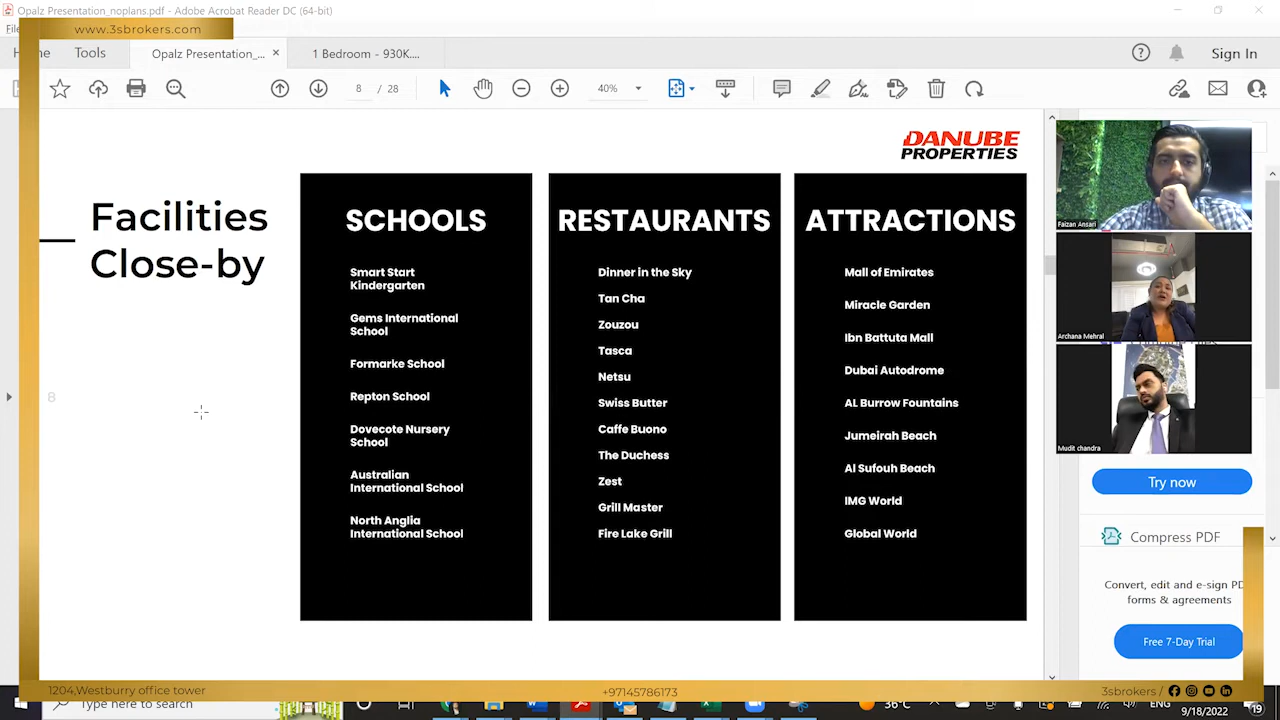 Opalz Presentation_noplans.pdf - Adobe Acrobat Reader DC (64-bit)
www.3sbrokers.com
Tools
Opalz Presentation_...
1 Bedroom - 930K....
Sign In
8 / 28
40%
DANUBE
PROPERTIES
Facilities
Close-by
8
SCHOOLS
Smart Start
Kindergarten
Gems International
School
Formarke School
Repton School
Dovecote Nursery
School
Australian
International School
North Anglia
International School
RESTAURANTS
Dinner in the Sky
Tan Cha
Zouzou
Tasca
Netsu
Swiss Butter
Caffe Buono
The Duchess
Zest
Grill Master
Fire Lake Grill
ATTRACTIONS
Mall of Emirates
Miracle Garden
Ibn Battuta Mall
Dubai Autodrome
AL Burrow Fountains
Jumeirah Beach
Al Sufouh Beach
IMG World
Global World
Faizan Ansari
Archana Mehral
Mudit chandra
Try now
Compress PDF
Convert, edit and e-sign PD
forms & agreements
Free 7-Day Trial
1204,Westburry office tower
+97145786173
3sbrokers /
Type here to search
36°C
ENG
9/18/2022
19